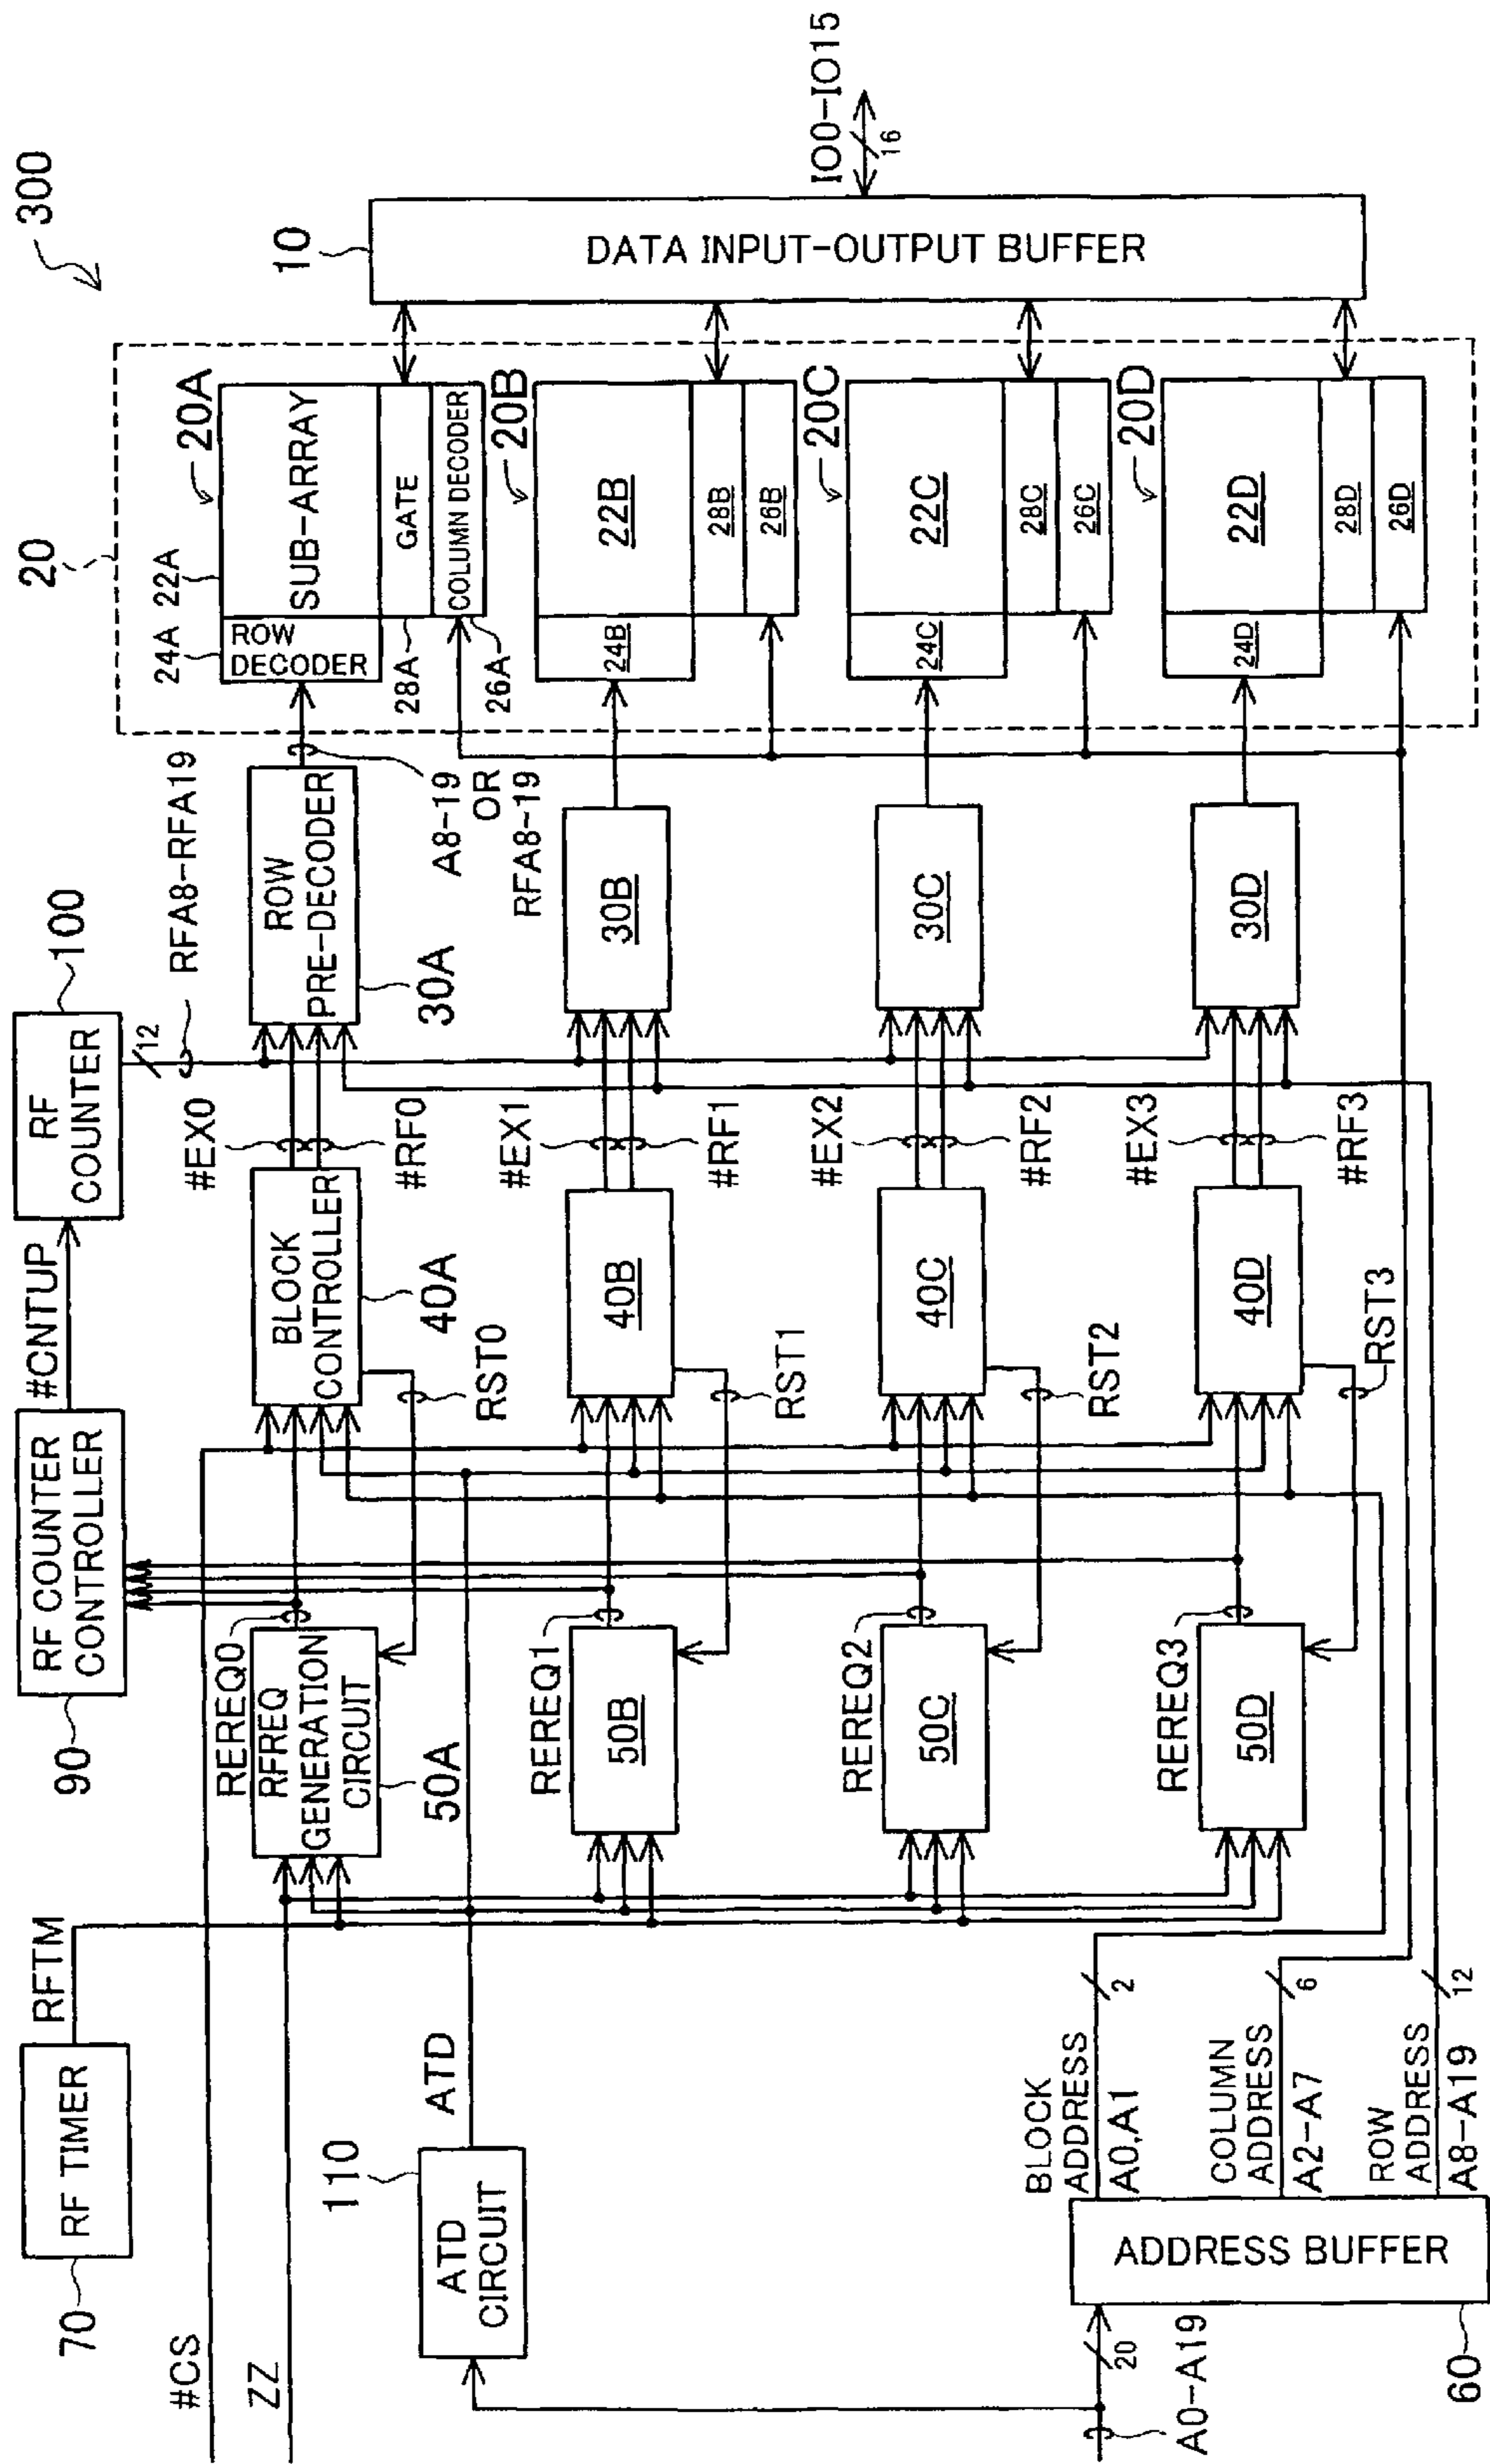 300
20
10
DATA INPUT-OUTPUT BUFFER
IO0-IO15
16
24A
22A
20A
ROW
DECODER
SUB-ARRAY
GATE
COLUMN DECODER
28A
26A
20B
22B
24B
28B
26B
20C
22C
24C
28C
26C
20D
22D
24D
28D
26D
100
RF
COUNTER
12
RFA8-RFA19
ROW
PRE-DECODER
30A
A8-19
OR
RFA8-19
30B
30C
30D
#CNTUP
#EX0
#RF0
#EX1
#RF1
#EX2
#RF2
#EX3
#RF3
BLOCK
CONTROLLER
40A
40B
40C
40D
RST0
RST1
RST2
RST3
90
RF COUNTER
CONTROLLER
REREQ0
RFREQ
GENERATION
CIRCUIT
50A
REREQ1
50B
REREQ2
50C
REREQ3
50D
70
RF TIMER
RFTM
#CS
ZZ
110
ATD
CIRCUIT
ATD
BLOCK
ADDRESS
A0,A1
2
COLUMN
ADDRESS
A2-A7
6
ROW
ADDRESS
A8-A19
12
ADDRESS BUFFER
60
20
A0-A19